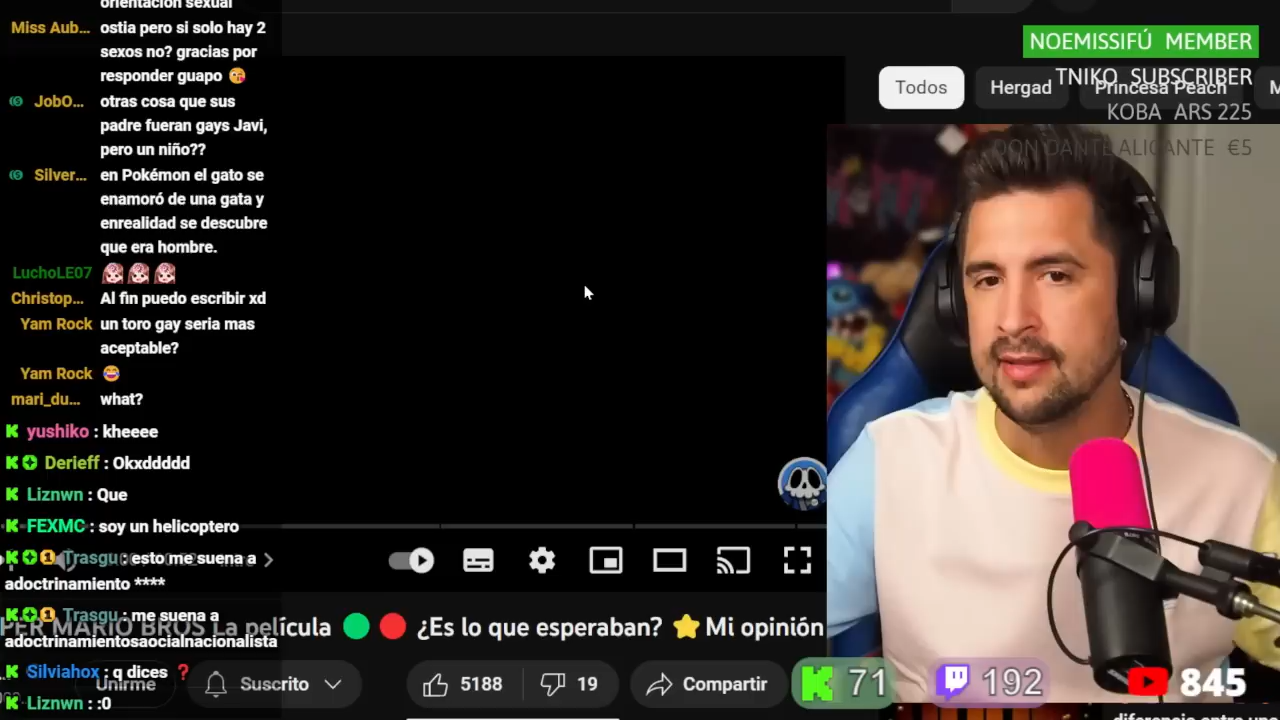 orientación sexual
Miss Aub... ostia pero si solo hay 2
sexos no? gracias por
responder guapo
JobO... otras cosa que sus
padre fueran gays Javi,
pero un niño??
Silver... en Pokémon el gato se
enamoró de una gata y
enrealidad se descubre
que era hombre.
LuchoLE07
Christop... Al fin puedo escribir xd
Yam Rock un toro gay seria mas
aceptable?
Yam Rock
mari_du... what?
yushiko : kheeee
Derieff : Okxddddd
Liznwn : Que
FEXMC : soy un helicoptero
Trasgu : esto me suena a
adoctrinamiento ****
Trasgu : me suena a
adoctrinamientosaocialnacionalista
Silviahox : q dices ❓
Liznwn : :0
NOEMISSIFÚ MEMBER
TNIKO SUBSCRIBER
KOBA ARS 225
DON DANTE ALICANTE €5
Todos
Hergad
Princesa Peach
M
PER MARIO BROS La película 🟢 🔴 ¿Es lo que esperaban? ⭐ Mi opinión
Unirme
Suscrito
5188
19
Compartir
71
192
845
diferencia entre una